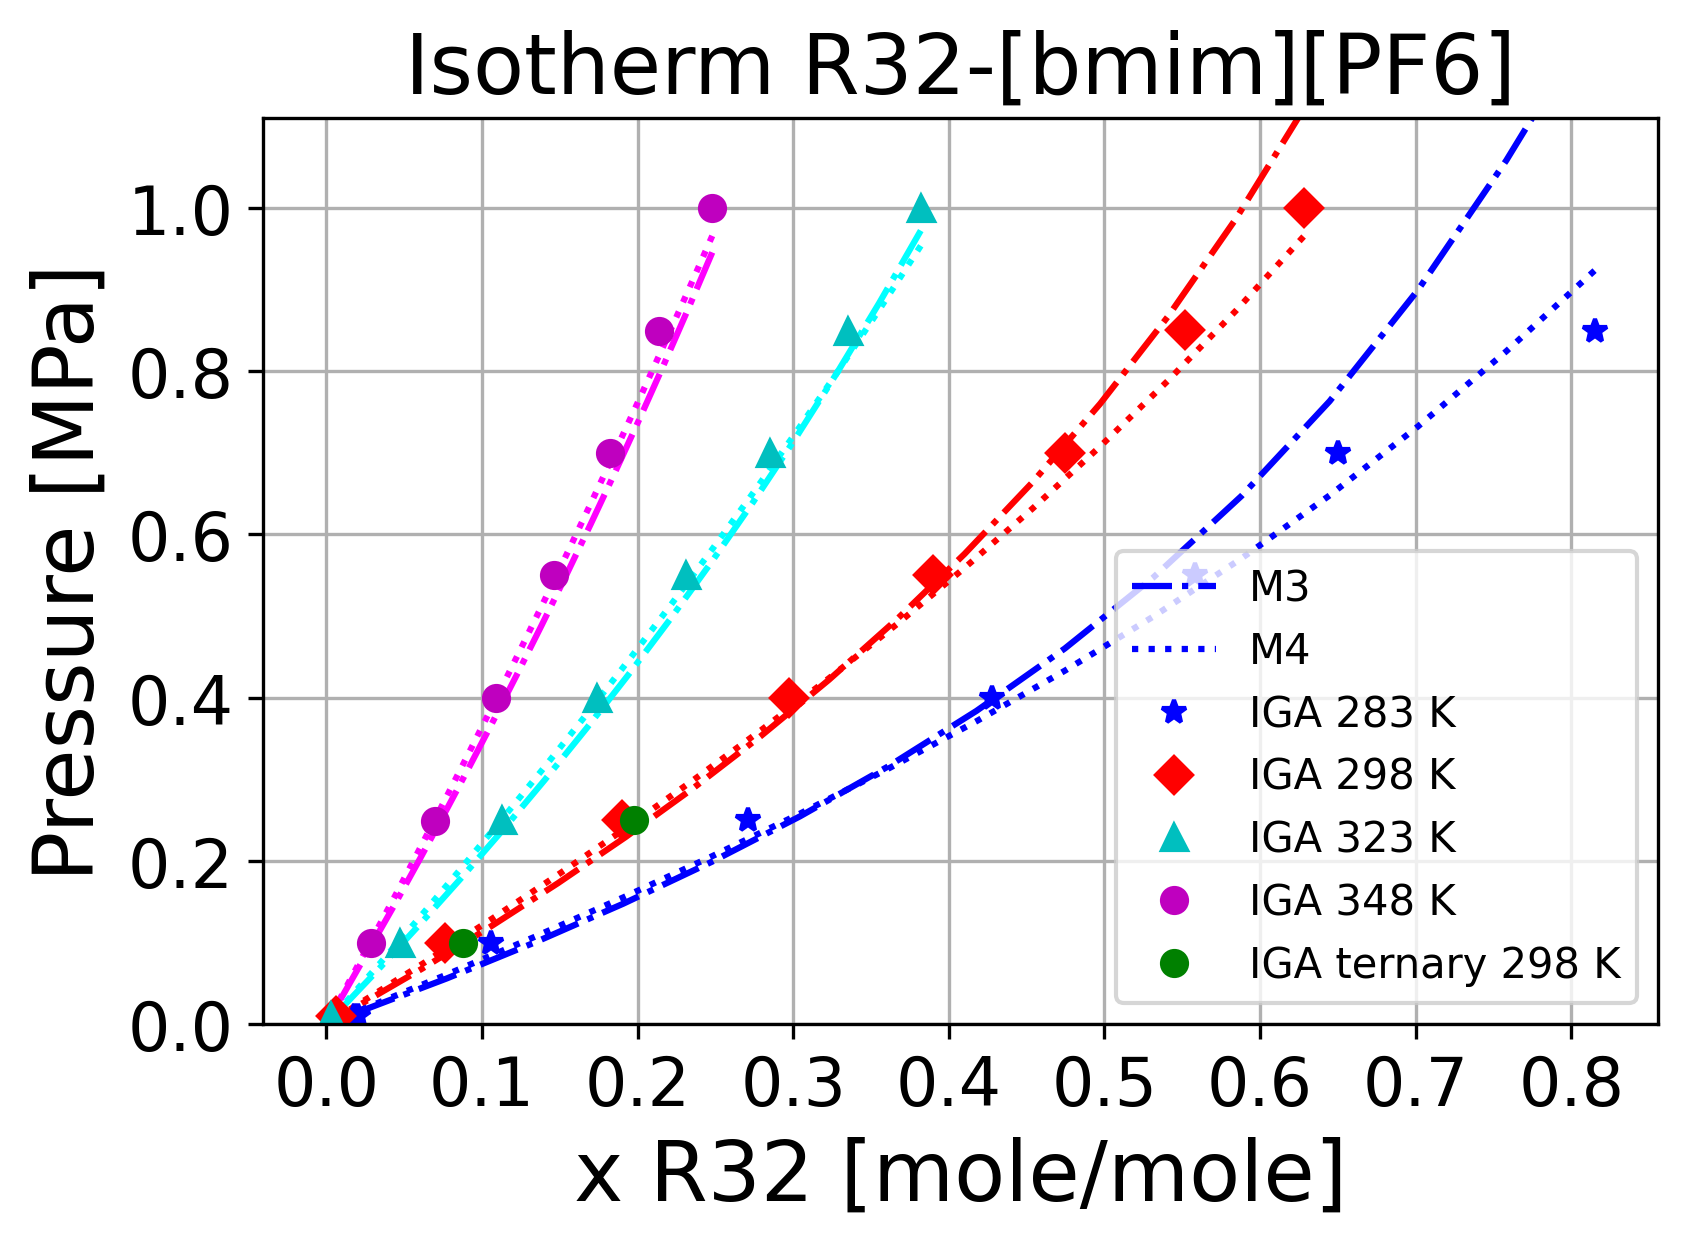 Isotherm R32-[bmim][PF6]
Pressure [MPa]
1.0
0.8
0.6
0.4
0.2
0.0
M3
M4
IGA 283 K
IGA 298 K
IGA 323 K
IGA 348 K
IGA ternary 298 K
0.0 0.1 0.2 0.3 0.4 0.5 0.6 0.7 0.8
x R32 [mole/mole]